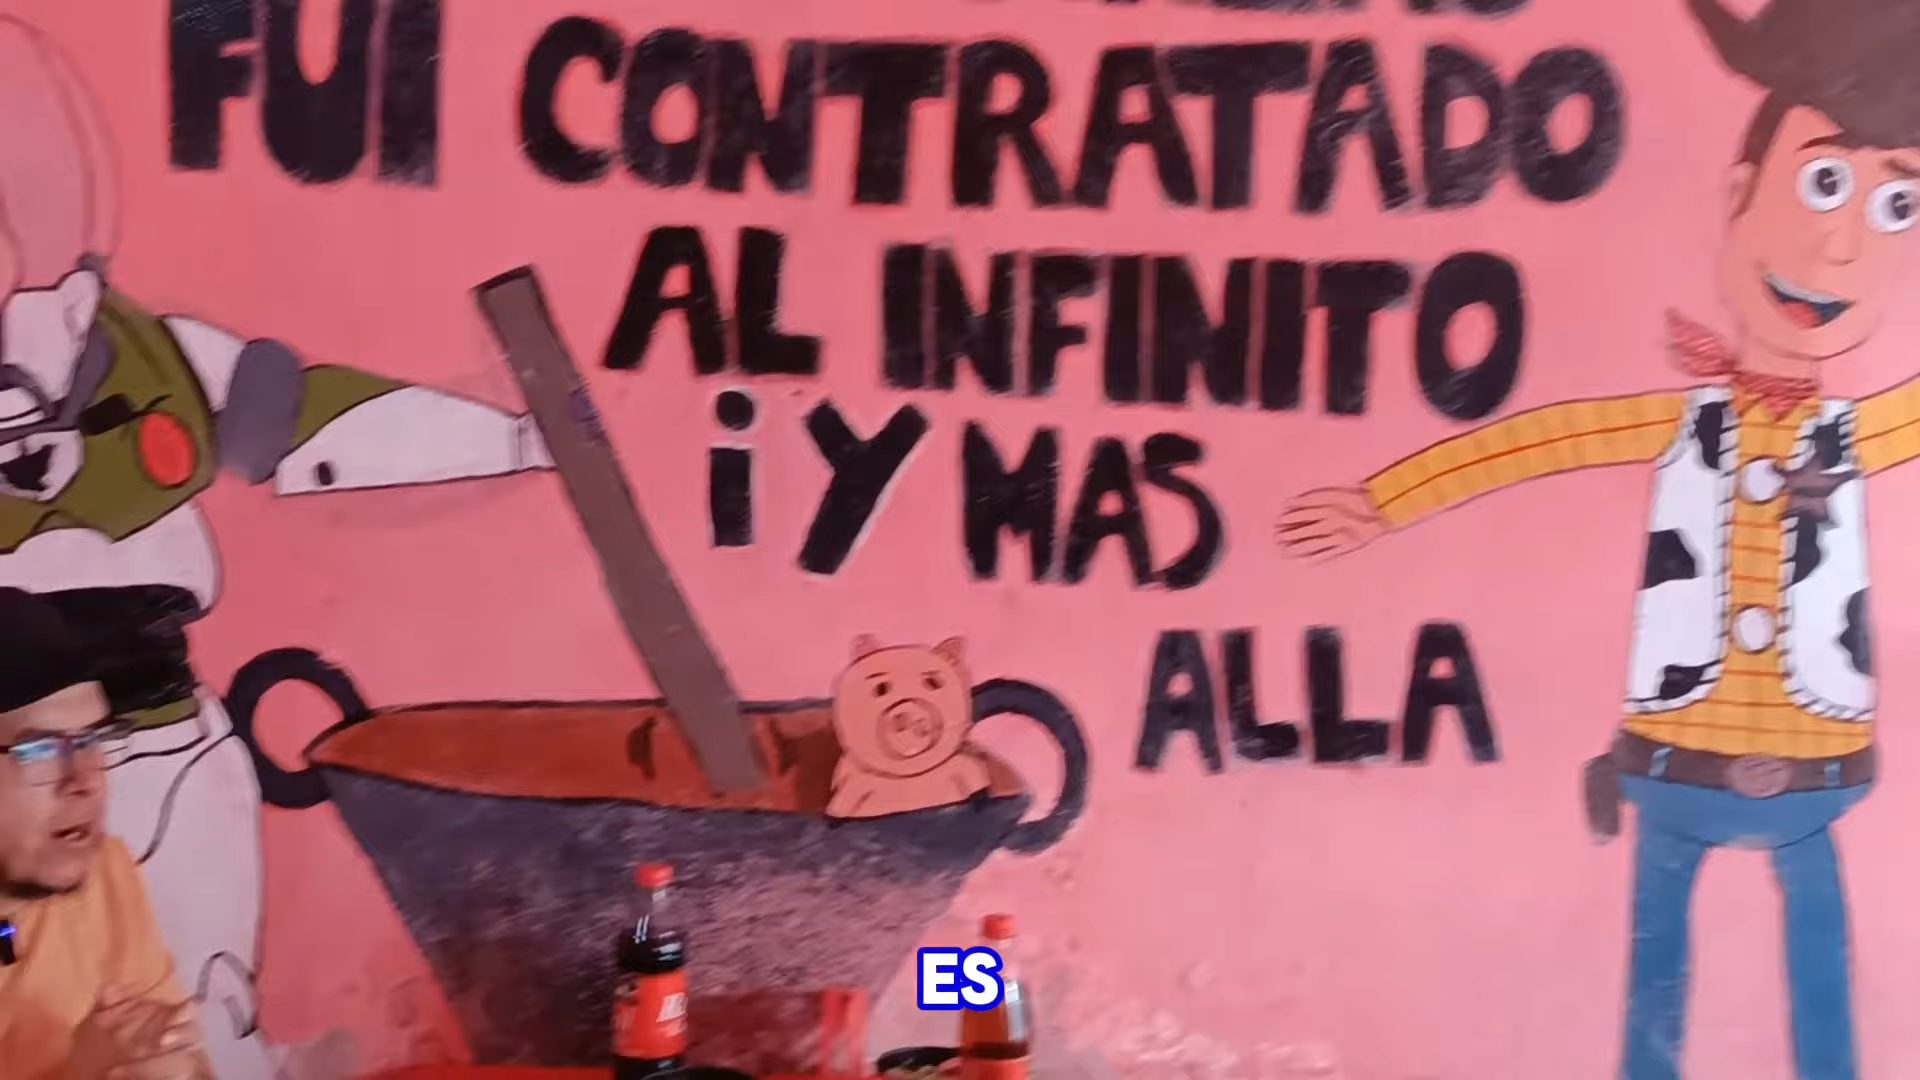 FUI CONTRATADO
AL INFINITO
¡Y MAS
ALLA
ES